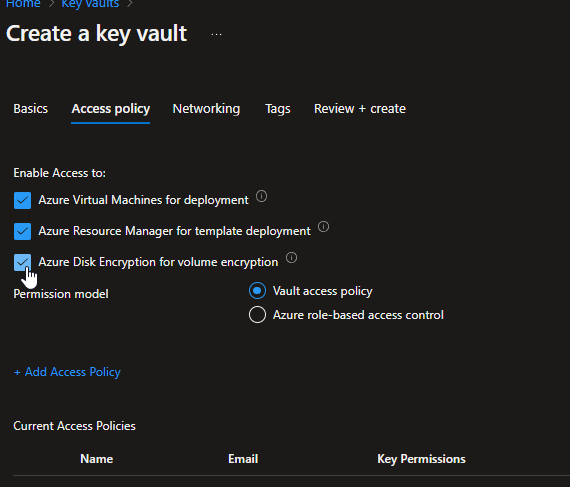 Home > Key vaults >
Create a key vault ...
Basics Access policy Networking Tags Review + create
Enable Access to:
Azure Virtual Machines for deployment
Azure Resource Manager for template deployment
Azure Disk Encryption for volume encryption
Permission model
Vault access policy
Azure role-based access control
+ Add Access Policy
Current Access Policies
Name Email Key Permissions